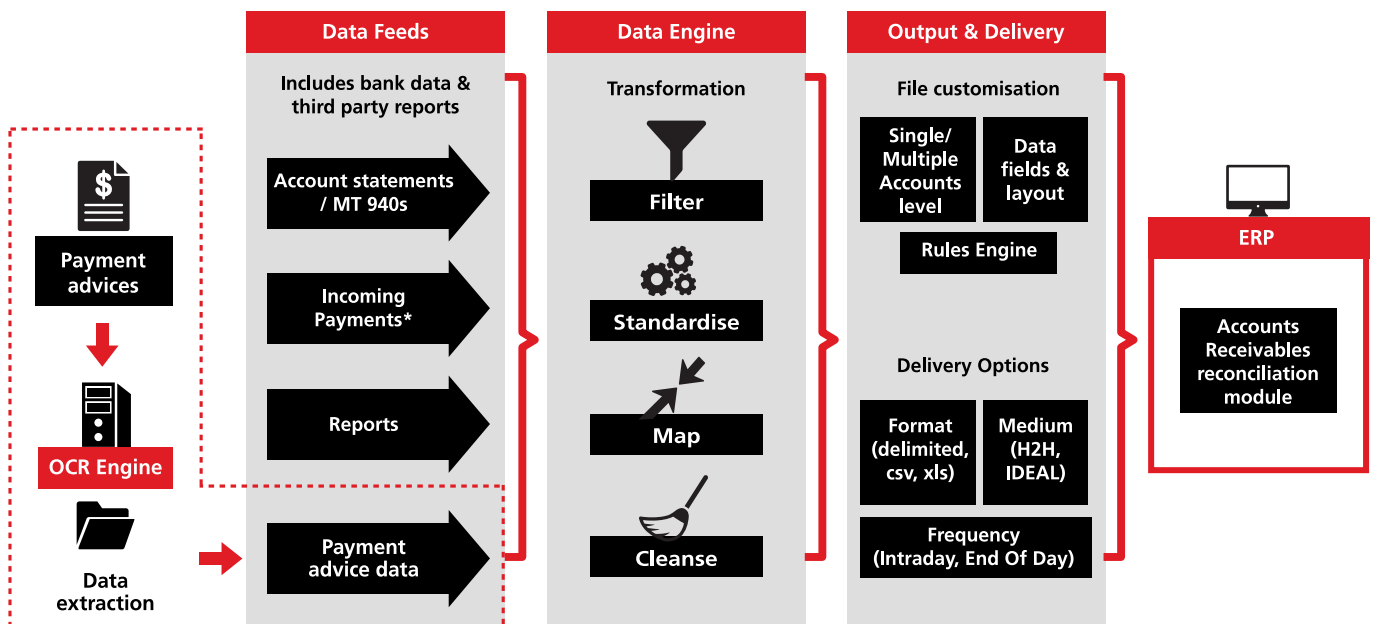 Payment
advices
OCR Engine
Data
extraction
Data Feeds
Includes bank data &
third party reports
Account statements
/ MT 940s
Incoming
Payments*
Reports
Payment
advice data
Data Engine
Transformation
Filter
Standardise
Map
Cleanse
Output & Delivery
File customisation
Single/
Multiple
Accounts
level
Data
fields &
layout
Rules Engine
Delivery Options
Format
(delimited,
csv, xls)
Medium
(H2H,
IDEAL)
Frequency
(Intraday, End Of Day)
ERP
Accounts
Receivables
reconciliation
module